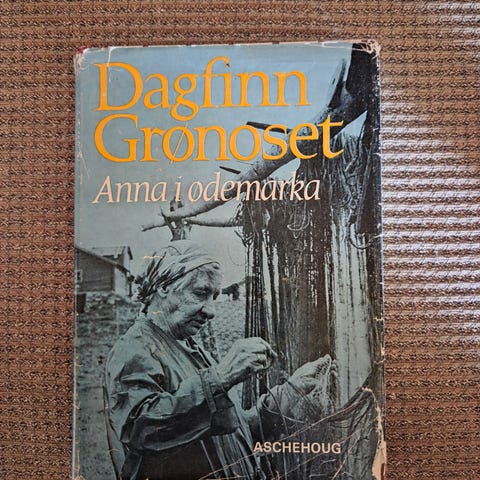 Dagfinn
Grønoset
Anna i ødemarka
ASCHEHOUG